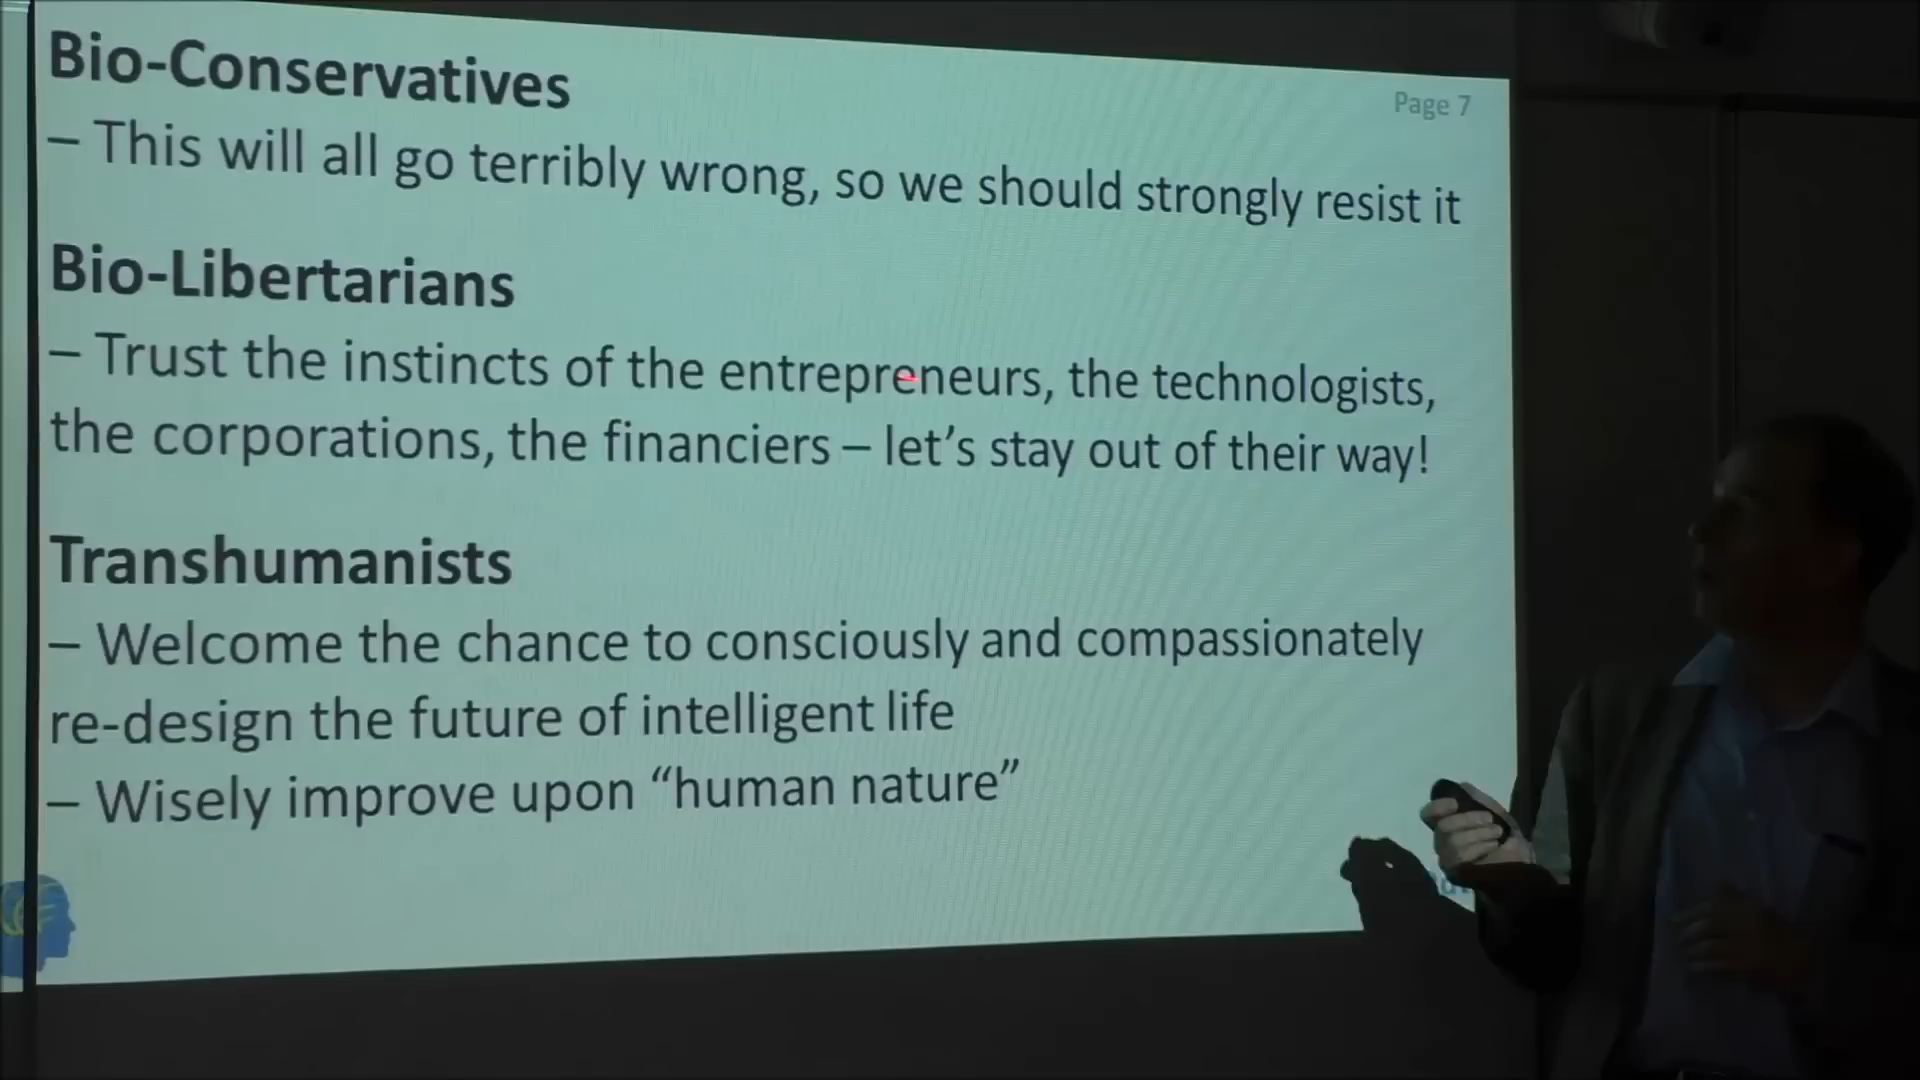 Bio-Conservatives
Page 7
– This will all go terribly wrong, so we should strongly resist it
Bio-Libertarians
– Trust the instincts of the entrepreneurs, the technologists,
the corporations, the financiers – let’s stay out of their way!
Transhumanists
– Welcome the chance to consciously and compassionately
re-design the future of intelligent life
– Wisely improve upon “human nature”